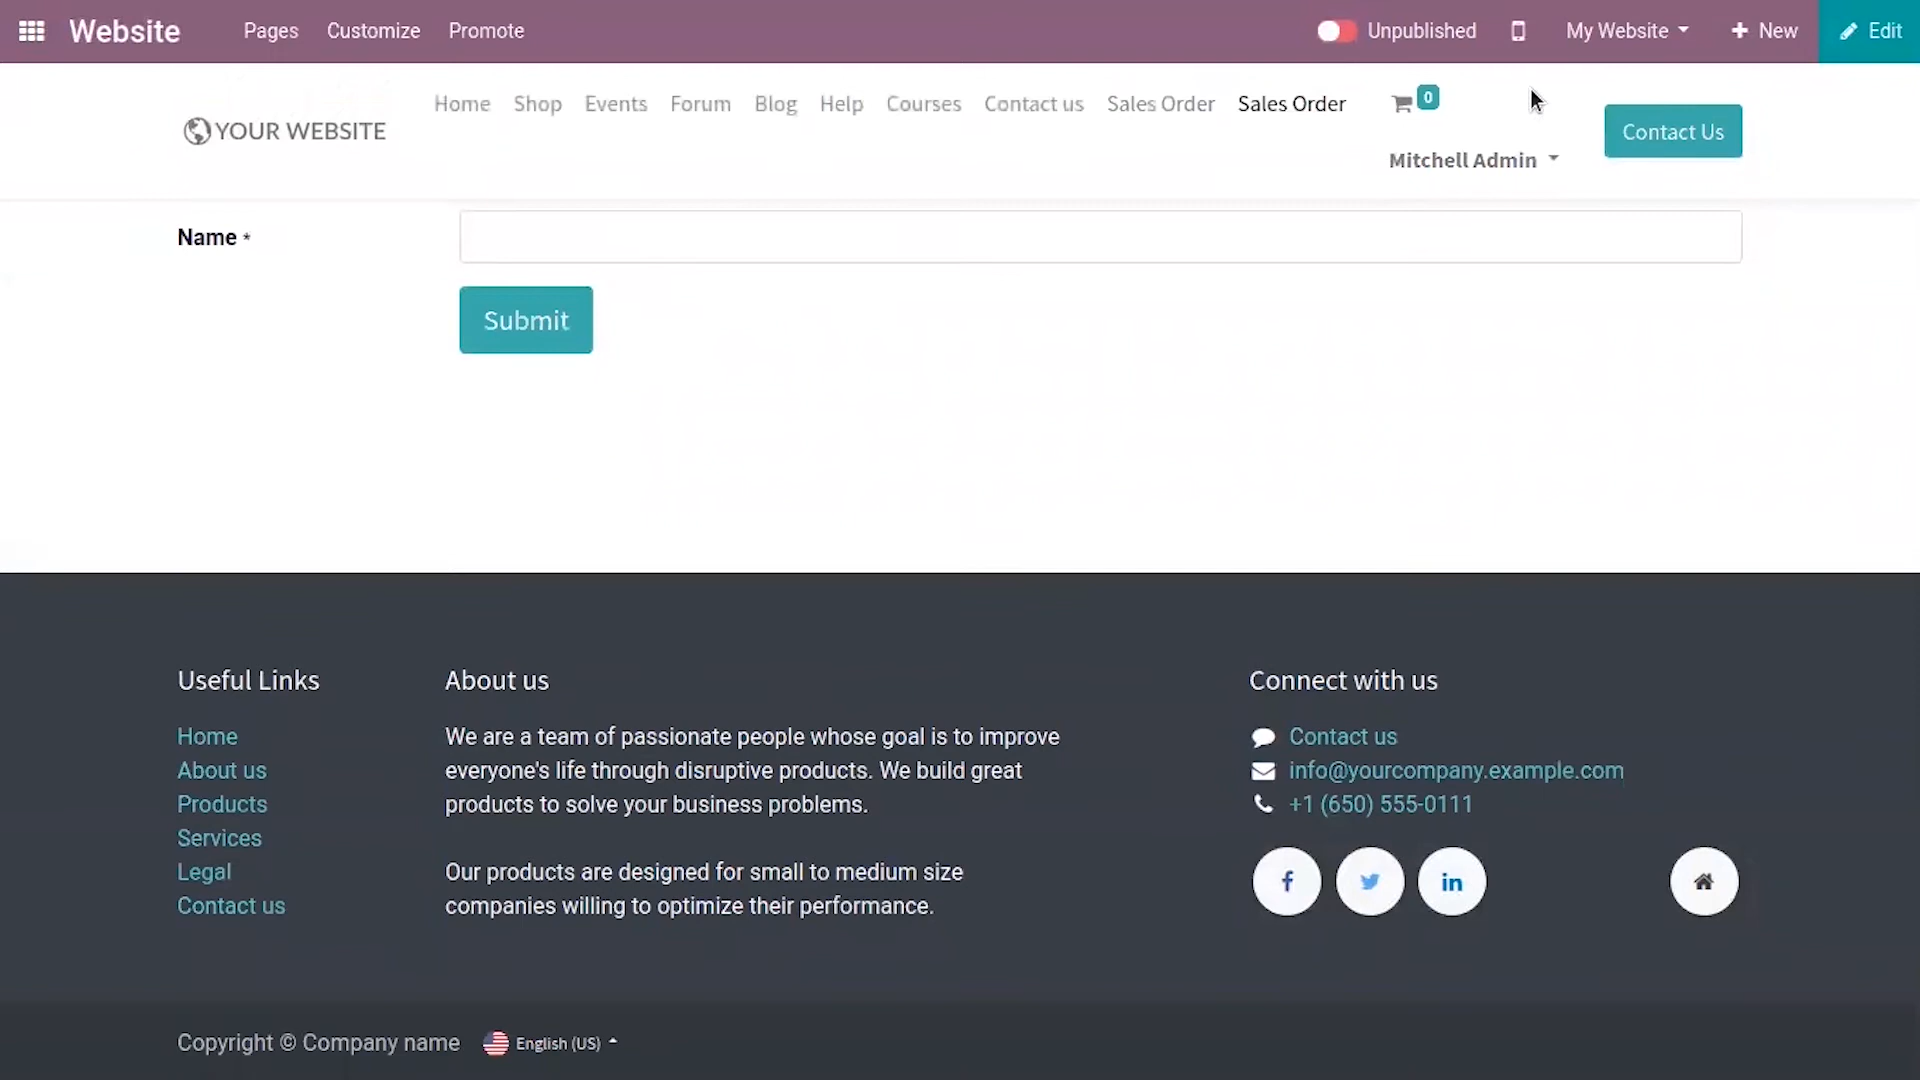 Website Pages Customize Promote Unpublished My Website New Edit
Home Shop Events Forum Blog Help Courses Contact us Sales Order Sales Order 0
YOUR WEBSITE
Contact Us
Mitchell Admin
Name *
Submit
Useful Links
Home
About us
Products
Services
Legal
Contact us
About us
We are a team of passionate people whose goal is to improve
everyone's life through disruptive products. We build great
products to solve your business problems.
Our products are designed for small to medium size
companies willing to optimize their performance.
Connect with us
Contact us
info@yourcompany.example.com
+1 (650) 555-0111
Copyright © Company name English (US)